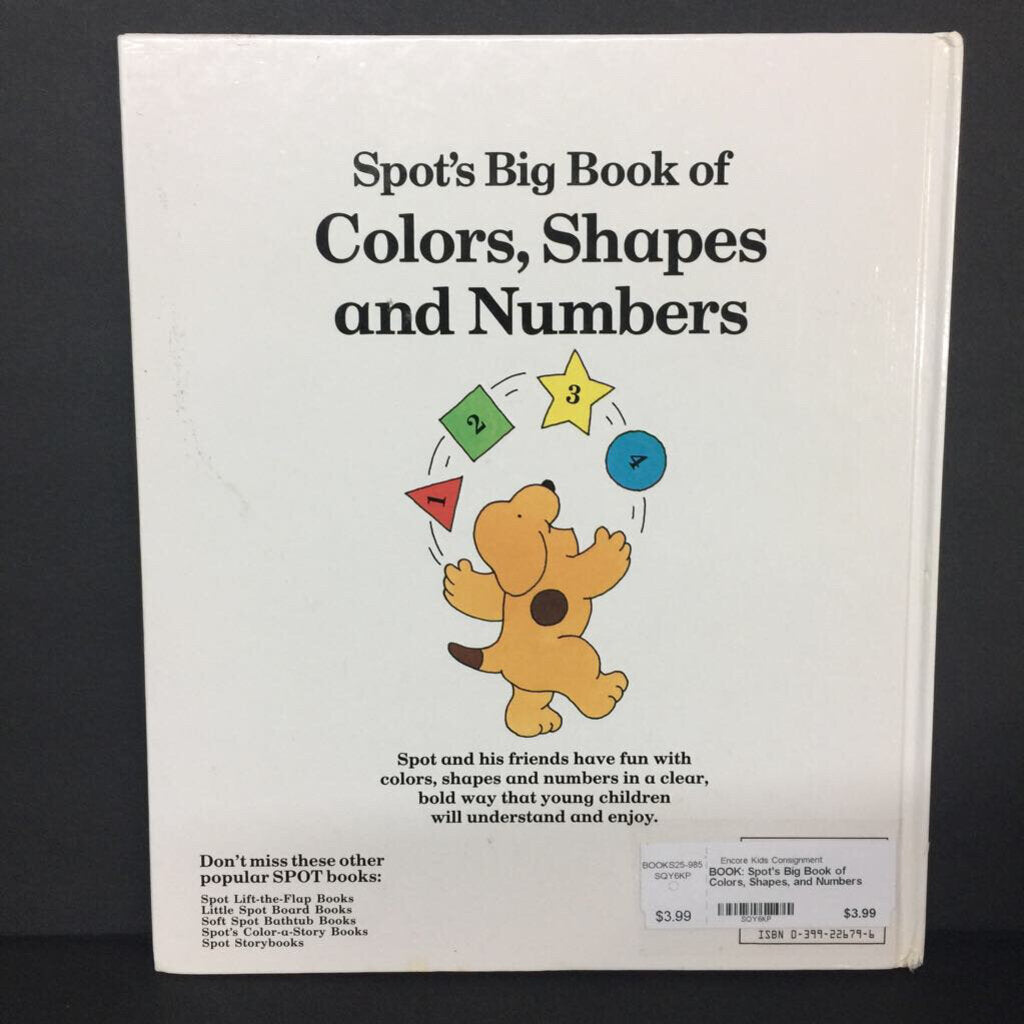 Spot's Big Book of
Colors, Shapes
and Numbers
1
2
3
4
Spot and his friends have fun with
colors, shapes and numbers in a clear,
bold way that young children
will understand and enjoy.
Don't miss these other
popular SPOT books:
Spot Lift-the-Flap Books
Little Spot Board Books
Soft Spot Bathtub Books
Spot's Color-a-Story Books
Spot Storybooks
BOOKS25-985
SQY6KP
$3.99
Encore Kids Consignment
BOOK: Spot's Big Book of
Colors, Shapes, and Numbers
SQY6KP
$3.99
ISBN 0-399-22679-6